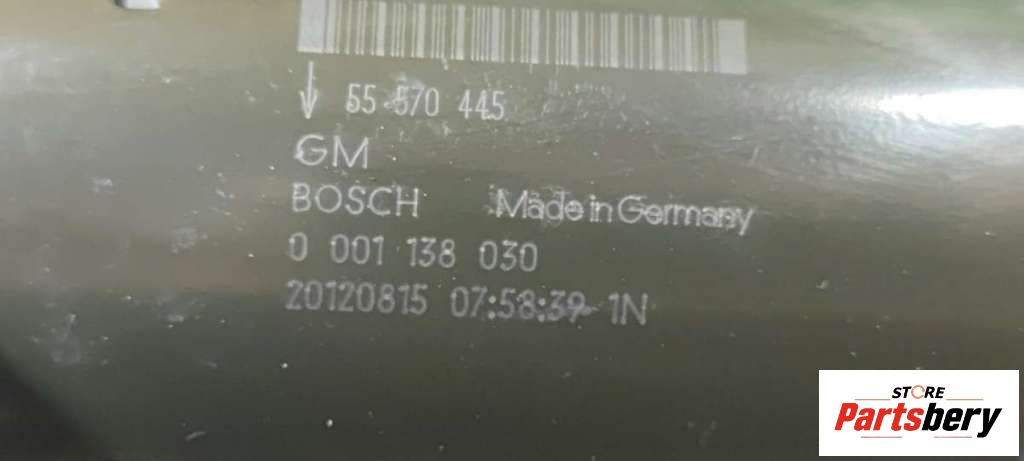 55 570 445
GM
BOSCH Made in Germany
0 001 138 030
20120815 07:58:39 1N
STORE
Partsbery